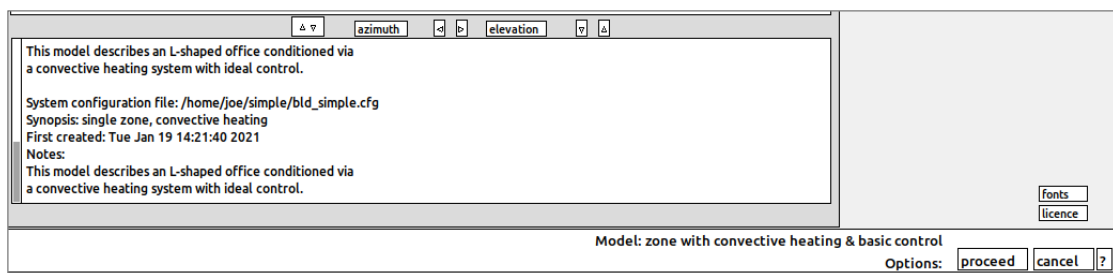 azimuth elevation
This model describes an L-shaped office conditioned via
a convective heating system with ideal control.
System configuration file: /home/joe/simple/bld_simple.cfg
Synopsis: single zone, convective heating
First created: Tue Jan 19 14:21:40 2021
Notes:
This model describes an L-shaped office conditioned via
a convective heating system with ideal control.
fonts
licence
Model: zone with convective heating & basic control
Options: proceed cancel ?